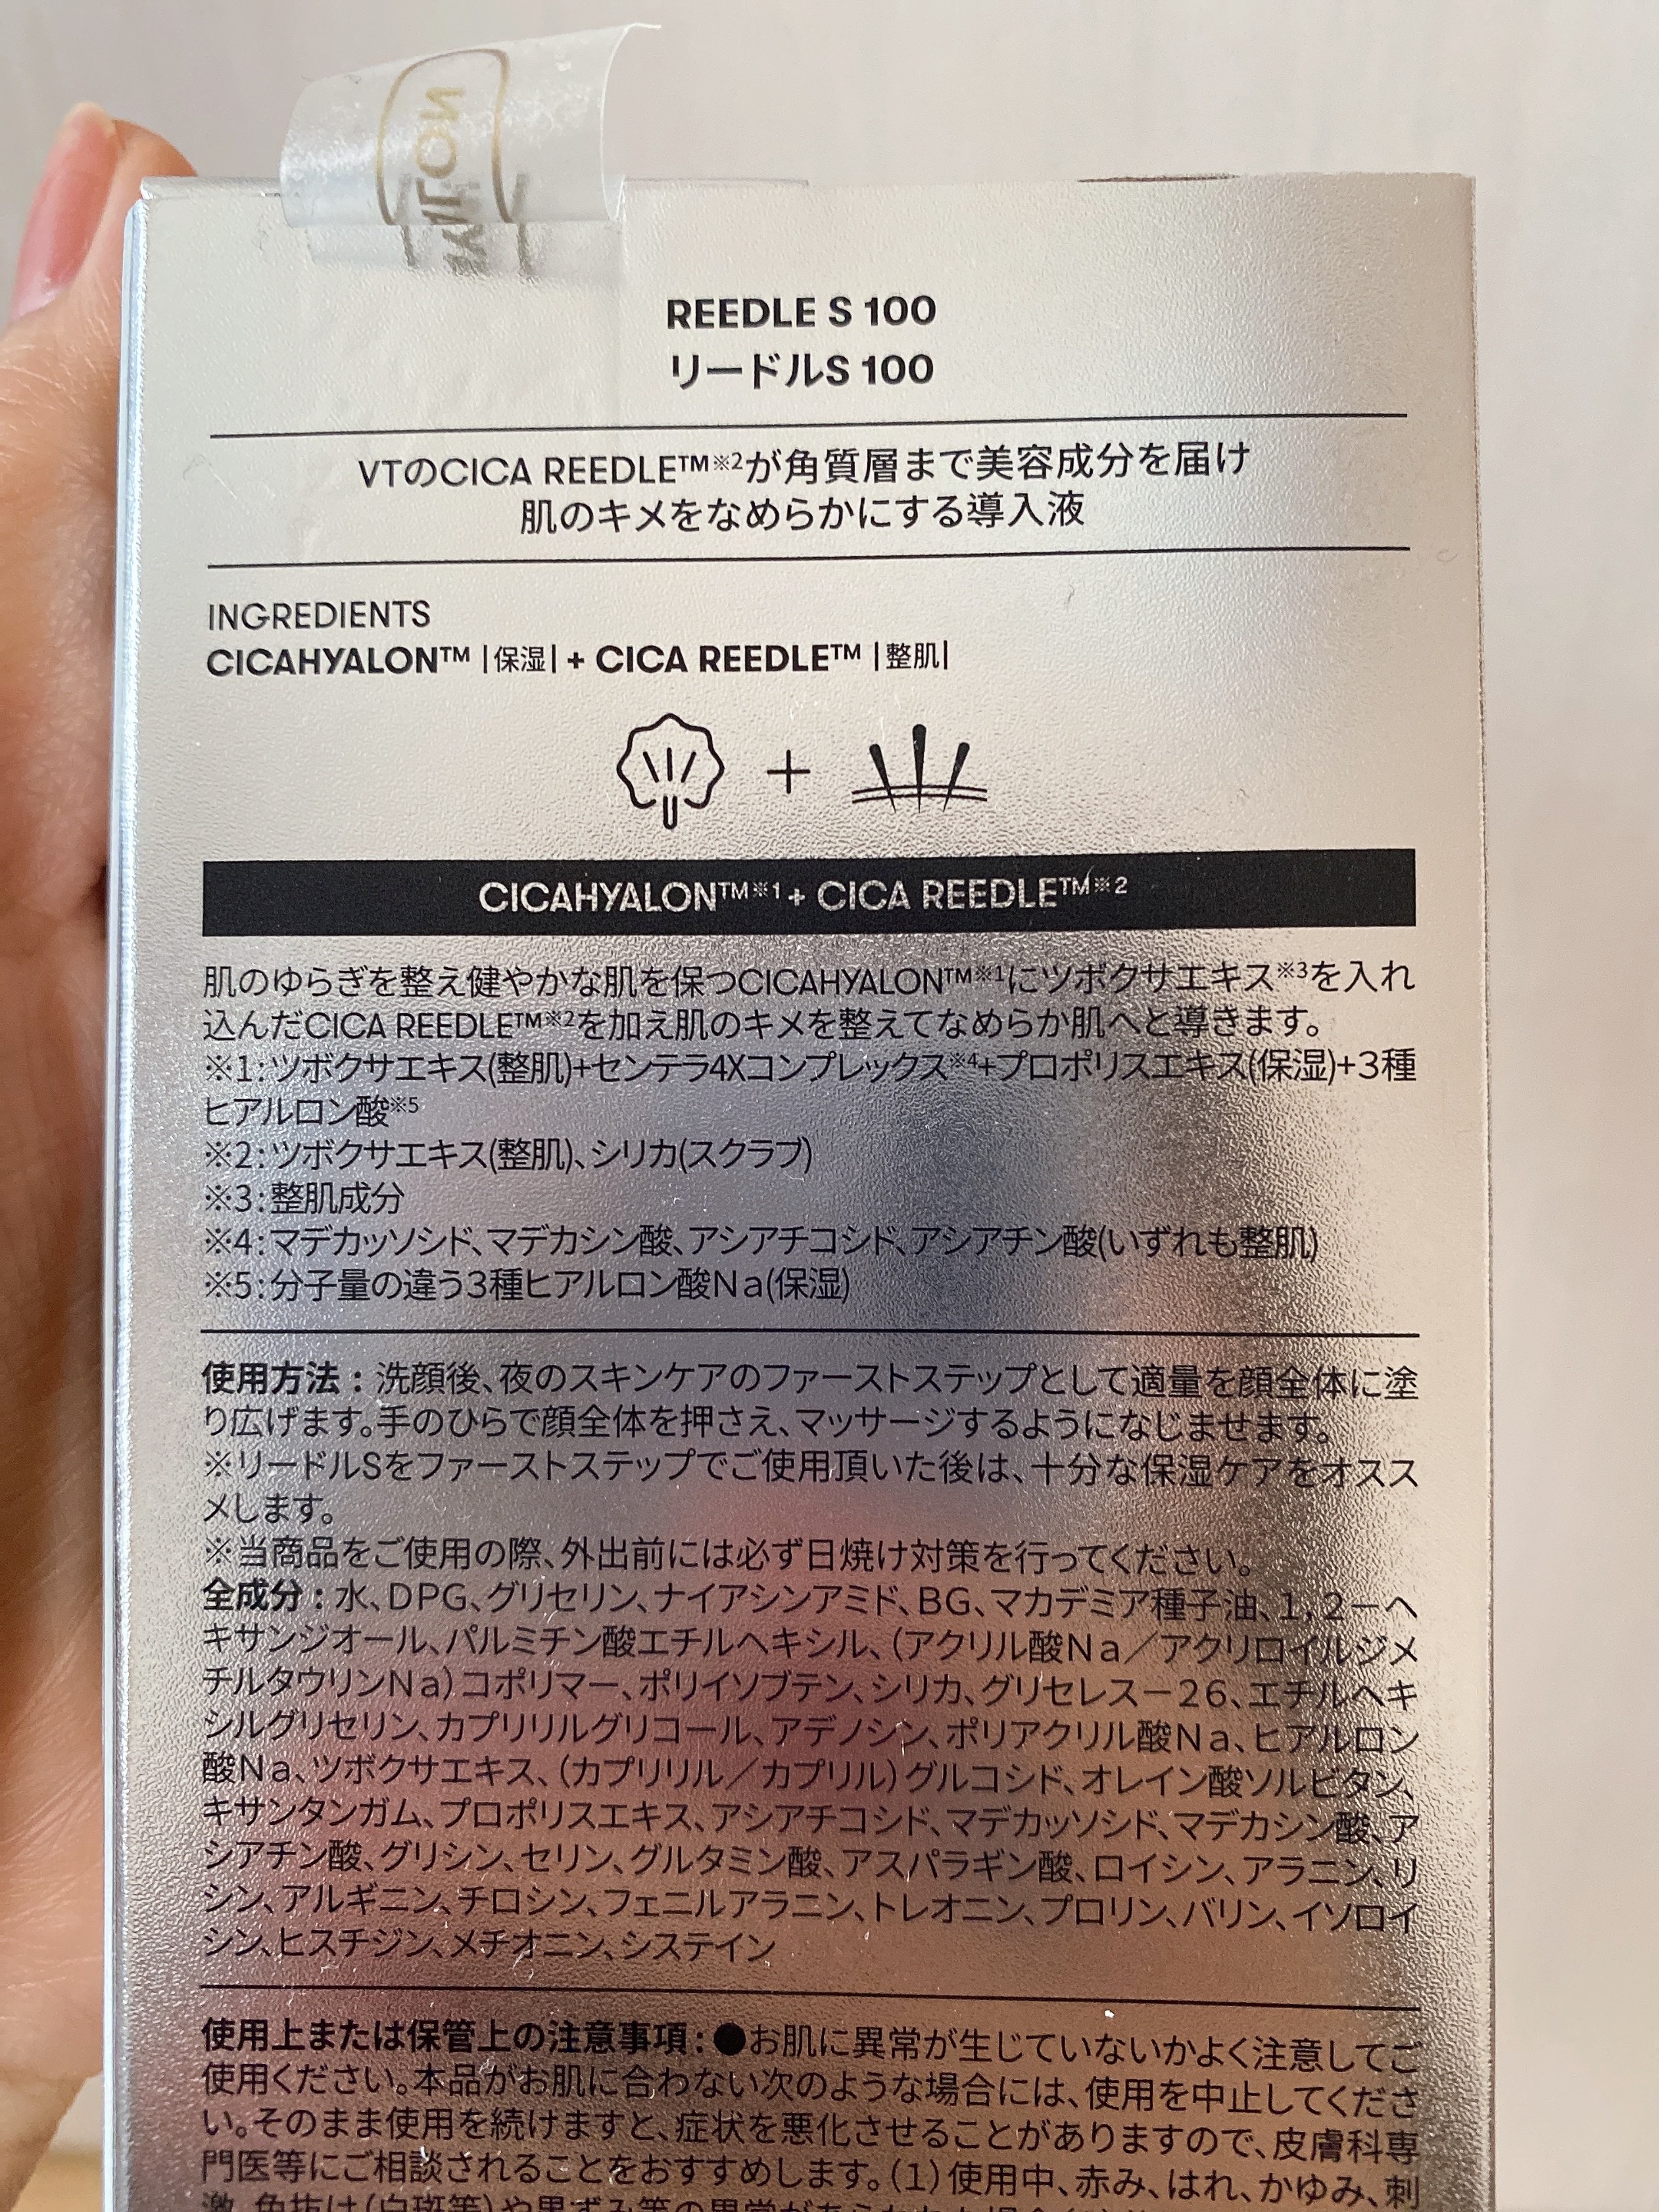 REEDLE S 100
リードルS 100
VTのCICA REEDLE™※2が角質層まで美容成分を届け
肌のキメをなめらかにする導入液
INGREDIENTS
CICAHYALON™ |保湿| + CICA REEDLE™ |整肌|
CICAHYALON™※1 + CICA REEDLE™※2
肌のゆらぎを整え健やかな肌を保つCICAHYALON™※1にツボクサエキス※3を入れ
込んだCICA REEDLE™※2を加え肌のキメを整えてなめらか肌へと導きます。
※1:ツボクサエキス(整肌)+センテラ4Xコンプレックス※4+プロポリスエキス(保湿)+3種
ヒアルロン酸※5
※2:ツボクサエキス(整肌)、シリカ(スクラブ)
※3:整肌成分
※4:マデカッソシド、マデカシン酸、アシアチコシド、アシアチン酸(いずれも整肌)
※5:分子量の違う3種ヒアルロン酸Na(保湿)
使用方法:洗顔後、夜のスキンケアのファーストステップとして適量を顔全体に塗
り広げます。手のひらで顔全体を押さえ、マッサージするようになじませます。
※リードルSをファーストステップでご使用頂いた後は、十分な保湿ケアをオスス
メします。
※当商品をご使用の際、外出前には必ず日焼け対策を行ってください。
全成分:水、DPG、グリセリン、ナイアシンアミド、BG、マカデミア種子油、1,2-ヘ
キサンジオール、パルミチン酸エチルヘキシル、(アクリル酸Na/アクリロイルジメ
チルタウリンNa)コポリマー、ポリイソブテン、シリカ、グリセレス-26、エチルヘキ
シルグリセリン、カプリリルグリコール、アデノシン、ポリアクリル酸Na、ヒアルロン
酸Na、ツボクサエキス、(カプリリル/カプリル)グルコシド、オレイン酸ソルビタン、
キサンタンガム、プロポリスエキス、アシアチコシド、マデカッソシド、マデカシン酸、ア
シアチン酸、グリシン、セリン、グルタミン酸、アスパラギン酸、ロイシン、アラニン、リ
シン、アルギニン、チロシン、フェニルアラニン、トレオニン、プロリン、バリン、イソロイ
シン、ヒスチジン、メチオニン、システイン
使用上または保管上の注意事項:●お肌に異常が生じていないかよく注意してご
使用ください。本品がお肌に合わない次のような場合には、使用を中止してくださ
い。そのまま使用を続けますと、症状を悪化させることがありますので、皮膚科専
門医等にご相談されることをおすすめします。(1)使用中、赤み、はれ、かゆみ、刺
激、色抜け(白斑等)や黒ずみ等の異常があらわれた場合